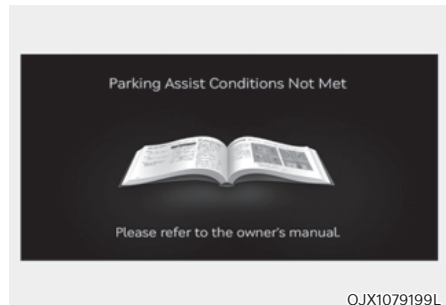 Parking Assist Conditions Not Met
Please refer to the owner's manual.
OJX1079199L